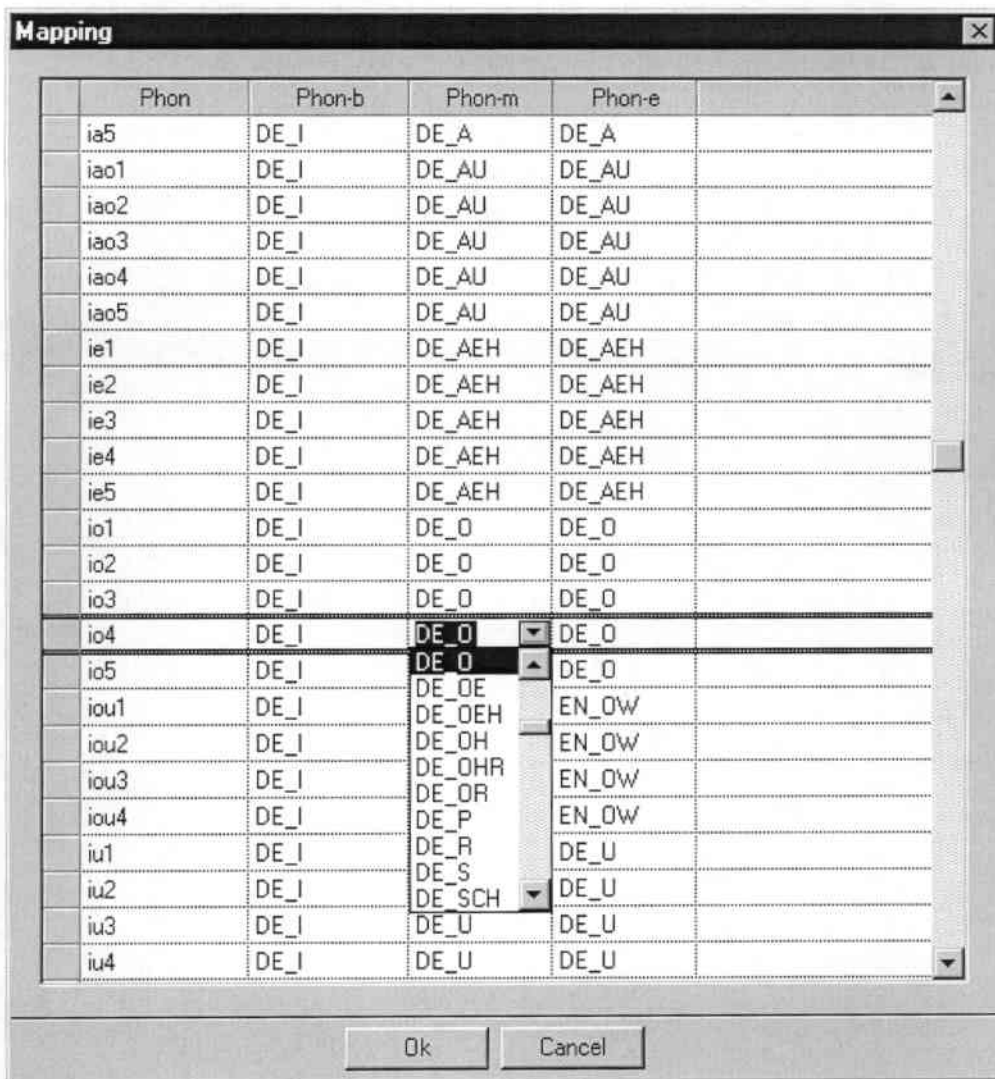 Mapping
Phon Phon-b Phon-m Phon-e
ia5 DE_I DE_A DE_A
iao1 DE_I DE_AU DE_AU
iao2 DE_I DE_AU DE_AU
iao3 DE_I DE_AU DE_AU
iao4 DE_I DE_AU DE_AU
iao5 DE_I DE_AU DE_AU
ie1 DE_I DE_AEH DE_AEH
ie2 DE_I DE_AEH DE_AEH
ie3 DE_I DE_AEH DE_AEH
ie4 DE_I DE_AEH DE_AEH
ie5 DE_I DE_AEH DE_AEH
io1 DE_I DE_O DE_O
io2 DE_I DE_O DE_O
io3 DE_I DE_O DE_O
io4 DE_I DE_O DE_O
io5 DE_I DE_O DE_O
iou1 DE_I DE_OE EN_OW
DE_OEH
iou2 DE_I DE_OH EN_OW
iou3 DE_I DE_OHR EN_OW
DE_OR
iou4 DE_I DE_P EN_OW
iu1 DE_I DE_R DE_U
iu2 DE_I DE_S DE_U
DE_SCH
iu3 DE_I DE_U DE_U
iu4 DE_I DE_U DE_U
Ok Cancel